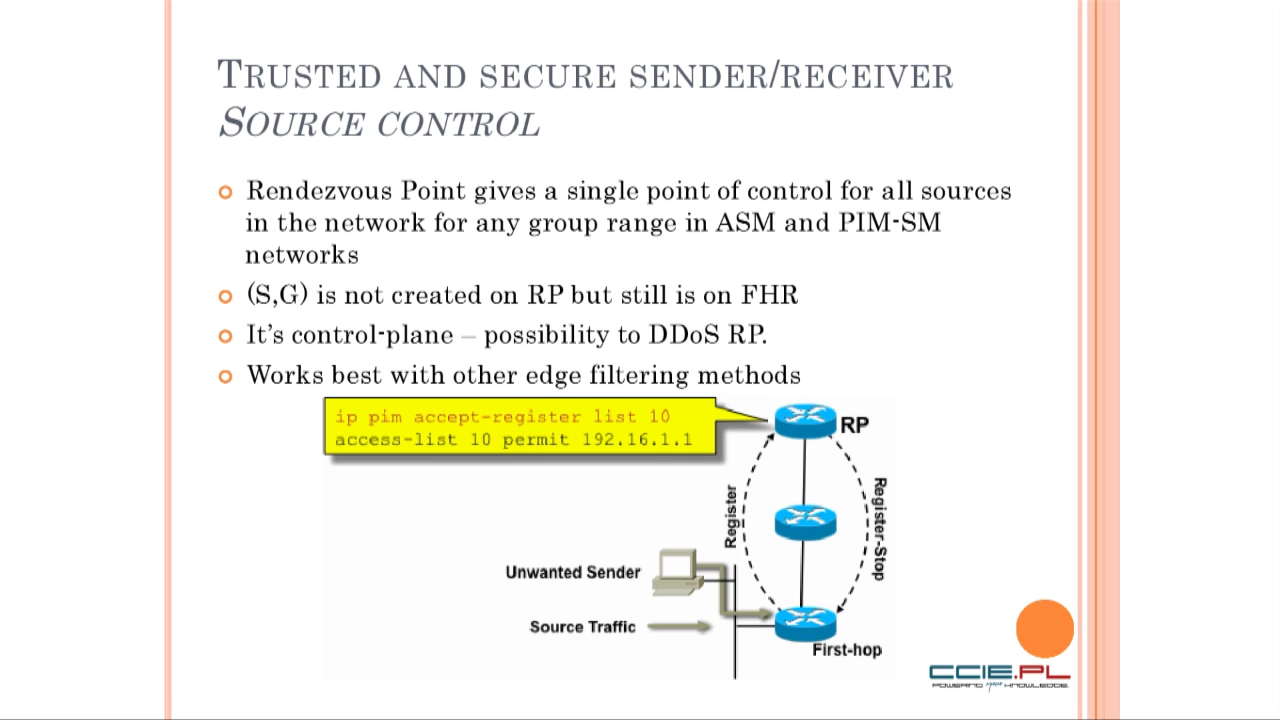 TRUSTED AND SECURE SENDER/RECEIVER
SOURCE CONTROL
Rendezvous Point gives a single point of control for all sources
in the network for any group range in ASM and PIM-SM
networks
(S,G) is not created on RP but still is on FHR
It's control-plane – possibility to DDoS RP.
Works best with other edge filtering methods
ip pim accept-register list 10
access-list 10 permit 192.16.1.1
RP
Register
Register-Stop
Unwanted Sender
Source Traffic
First-hop
CCIE.PL
POWERING your KNOWLEDGE.